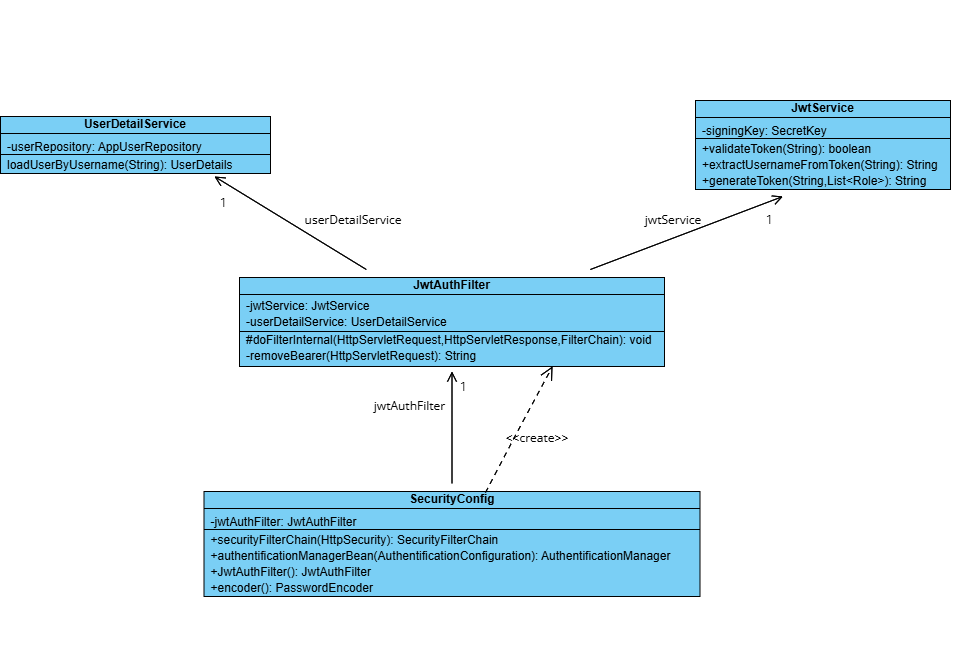 UserDetailService
-userRepository: AppUserRepository
loadUserByUsername(String): UserDetails
JwtService
-signingKey: SecretKey
+validateToken(String): boolean
+extractUsernameFromToken(String): String
+generateToken(String,List<Role>): String
1
userDetailService
jwtService
1
JwtAuthFilter
-jwtService: JwtService
-userDetailService: UserDetailService
#doFilterInternal(HttpServletRequest,HttpServletResponse,FilterChain): void
-removeBearer(HttpServletRequest): String
1
jwtAuthFilter
<<create>>
SecurityConfig
-jwtAuthFilter: JwtAuthFilter
+securityFilterChain(HttpSecurity): SecurityFilterChain
+authentificationManagerBean(AuthentificationConfiguration): AuthentificationManager
+JwtAuthFilter(): JwtAuthFilter
+encoder(): PasswordEncoder